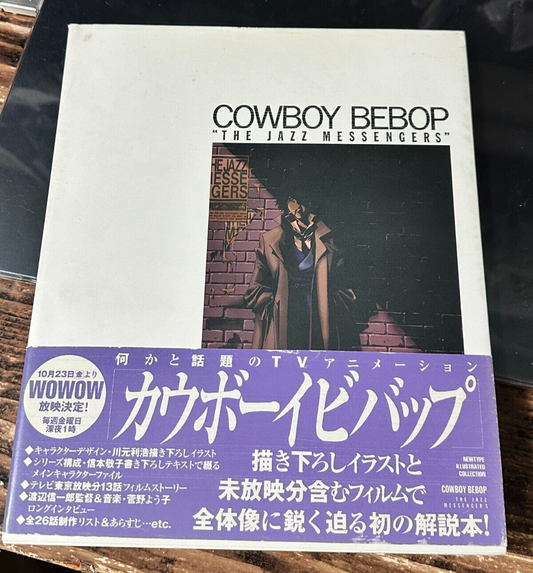 COWBOY BEBOP
"THE JAZZ MESSENGERS"
HE JAZZ
ESSE
GERS
何かと話題のTVアニメーション
カウボーイビバップ
10月23日金より
WOWOW
放映決定!
毎週金曜日
深夜1時
◆キャラクターデザイン・川元利浩描き下ろしイラスト
◆シリーズ構成・信本敬子書き下ろしテキストで綴る
メインキャラクターファイル
◆テレビ東京放映分13話フィルムストーリー
◆渡辺信一郎監督&音楽・菅野よう子
ロングインタビュー
◆全26話制作リスト&あらすじ…etc.
描き下ろしイラストと
未放映分含むフィルムで
全体像に鋭く迫る初の解説本!
NEWTYPE
ILLUSTRATED
COLLECTION
COWBOY BEBOP
THE JAZZ
MESSENGERS